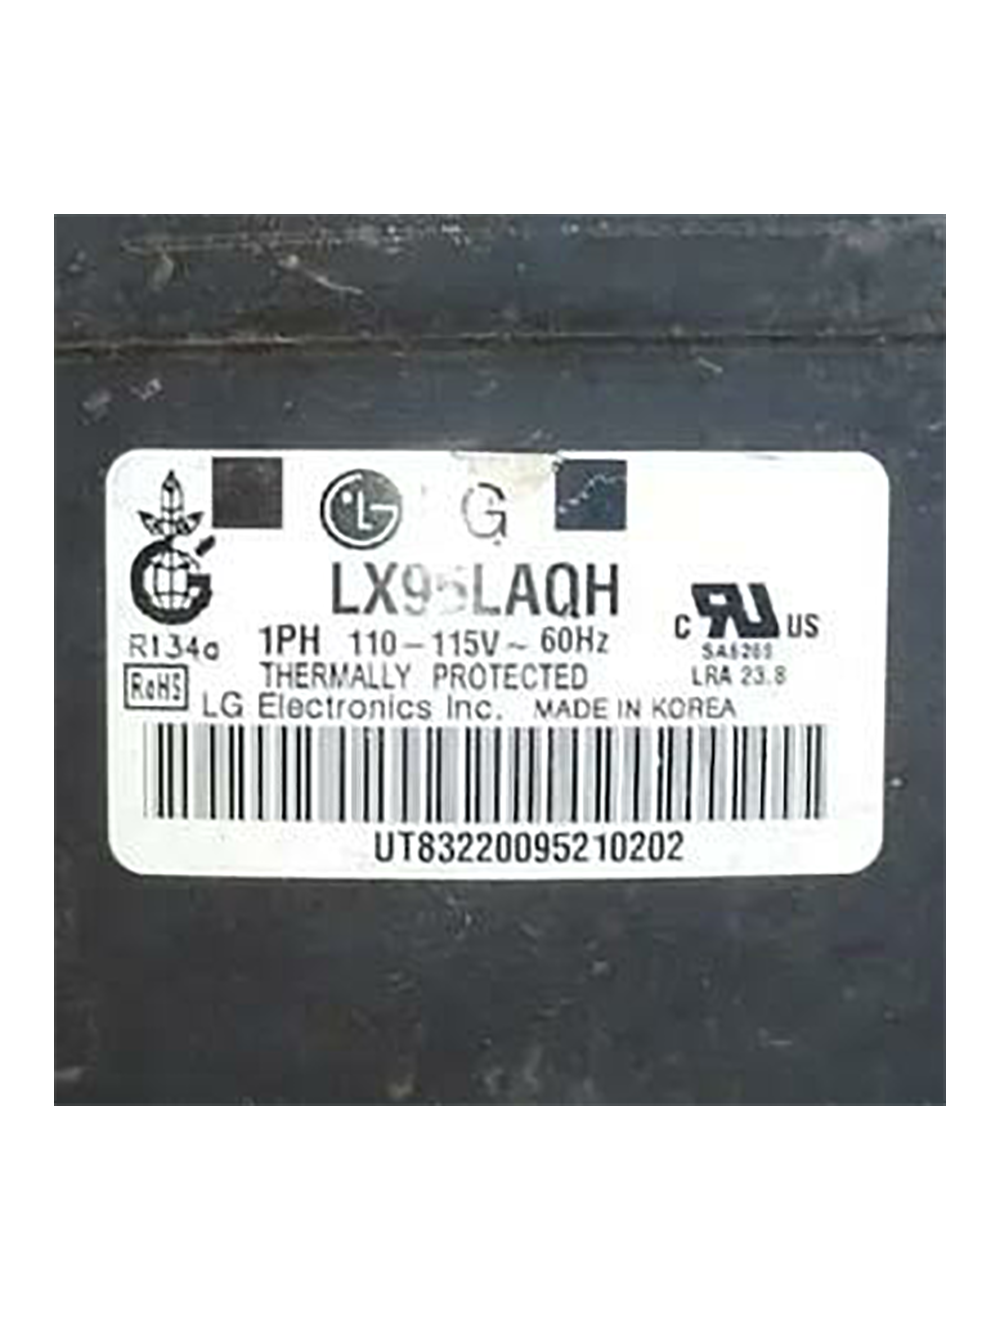 LG
LX95LAQH
R134a
1PH 110-115V~ 60Hz
C US
THERMALLY PROTECTED
LRA 23.8
RoHS
LG Electronics Inc. MADE IN KOREA
UT83220095210202